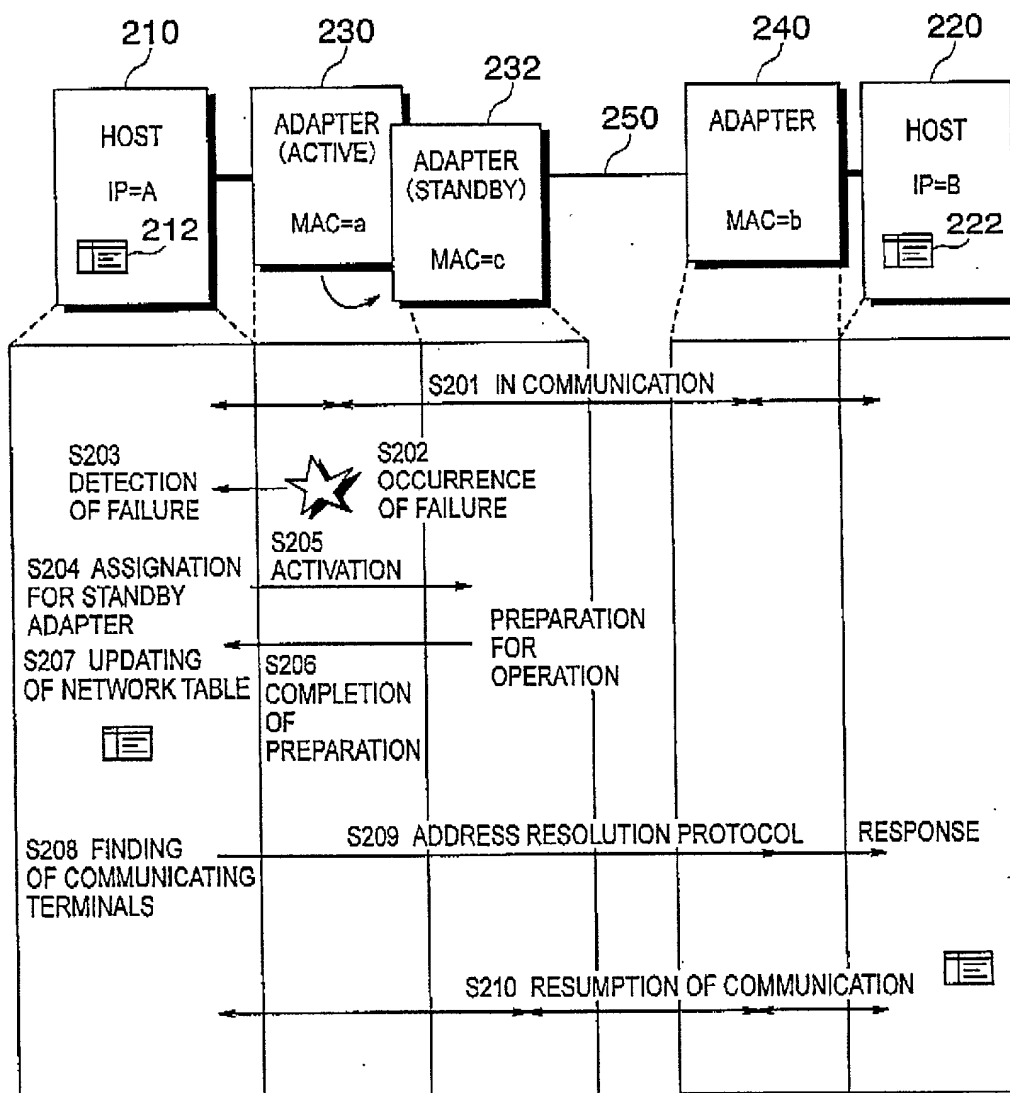 210
230
232
240
220
HOST
IP=A
212
ADAPTER
(ACTIVE)
MAC=a
ADAPTER
(STANDBY)
MAC=c
250
ADAPTER
MAC=b
HOST
IP=B
222
S201 IN COMMUNICATION
S203
DETECTION
OF FAILURE
S202
OCCURRENCE
OF FAILURE
S204 ASSIGNATION
FOR STANDBY
ADAPTER
S205
ACTIVATION
PREPARATION
FOR
OPERATION
S207 UPDATING
OF NETWORK TABLE
S206
COMPLETION
OF
PREPARATION
S208 FINDING
OF COMMUNICATING
TERMINALS
S209 ADDRESS RESOLUTION PROTOCOL
RESPONSE
S210 RESUMPTION OF COMMUNICATION